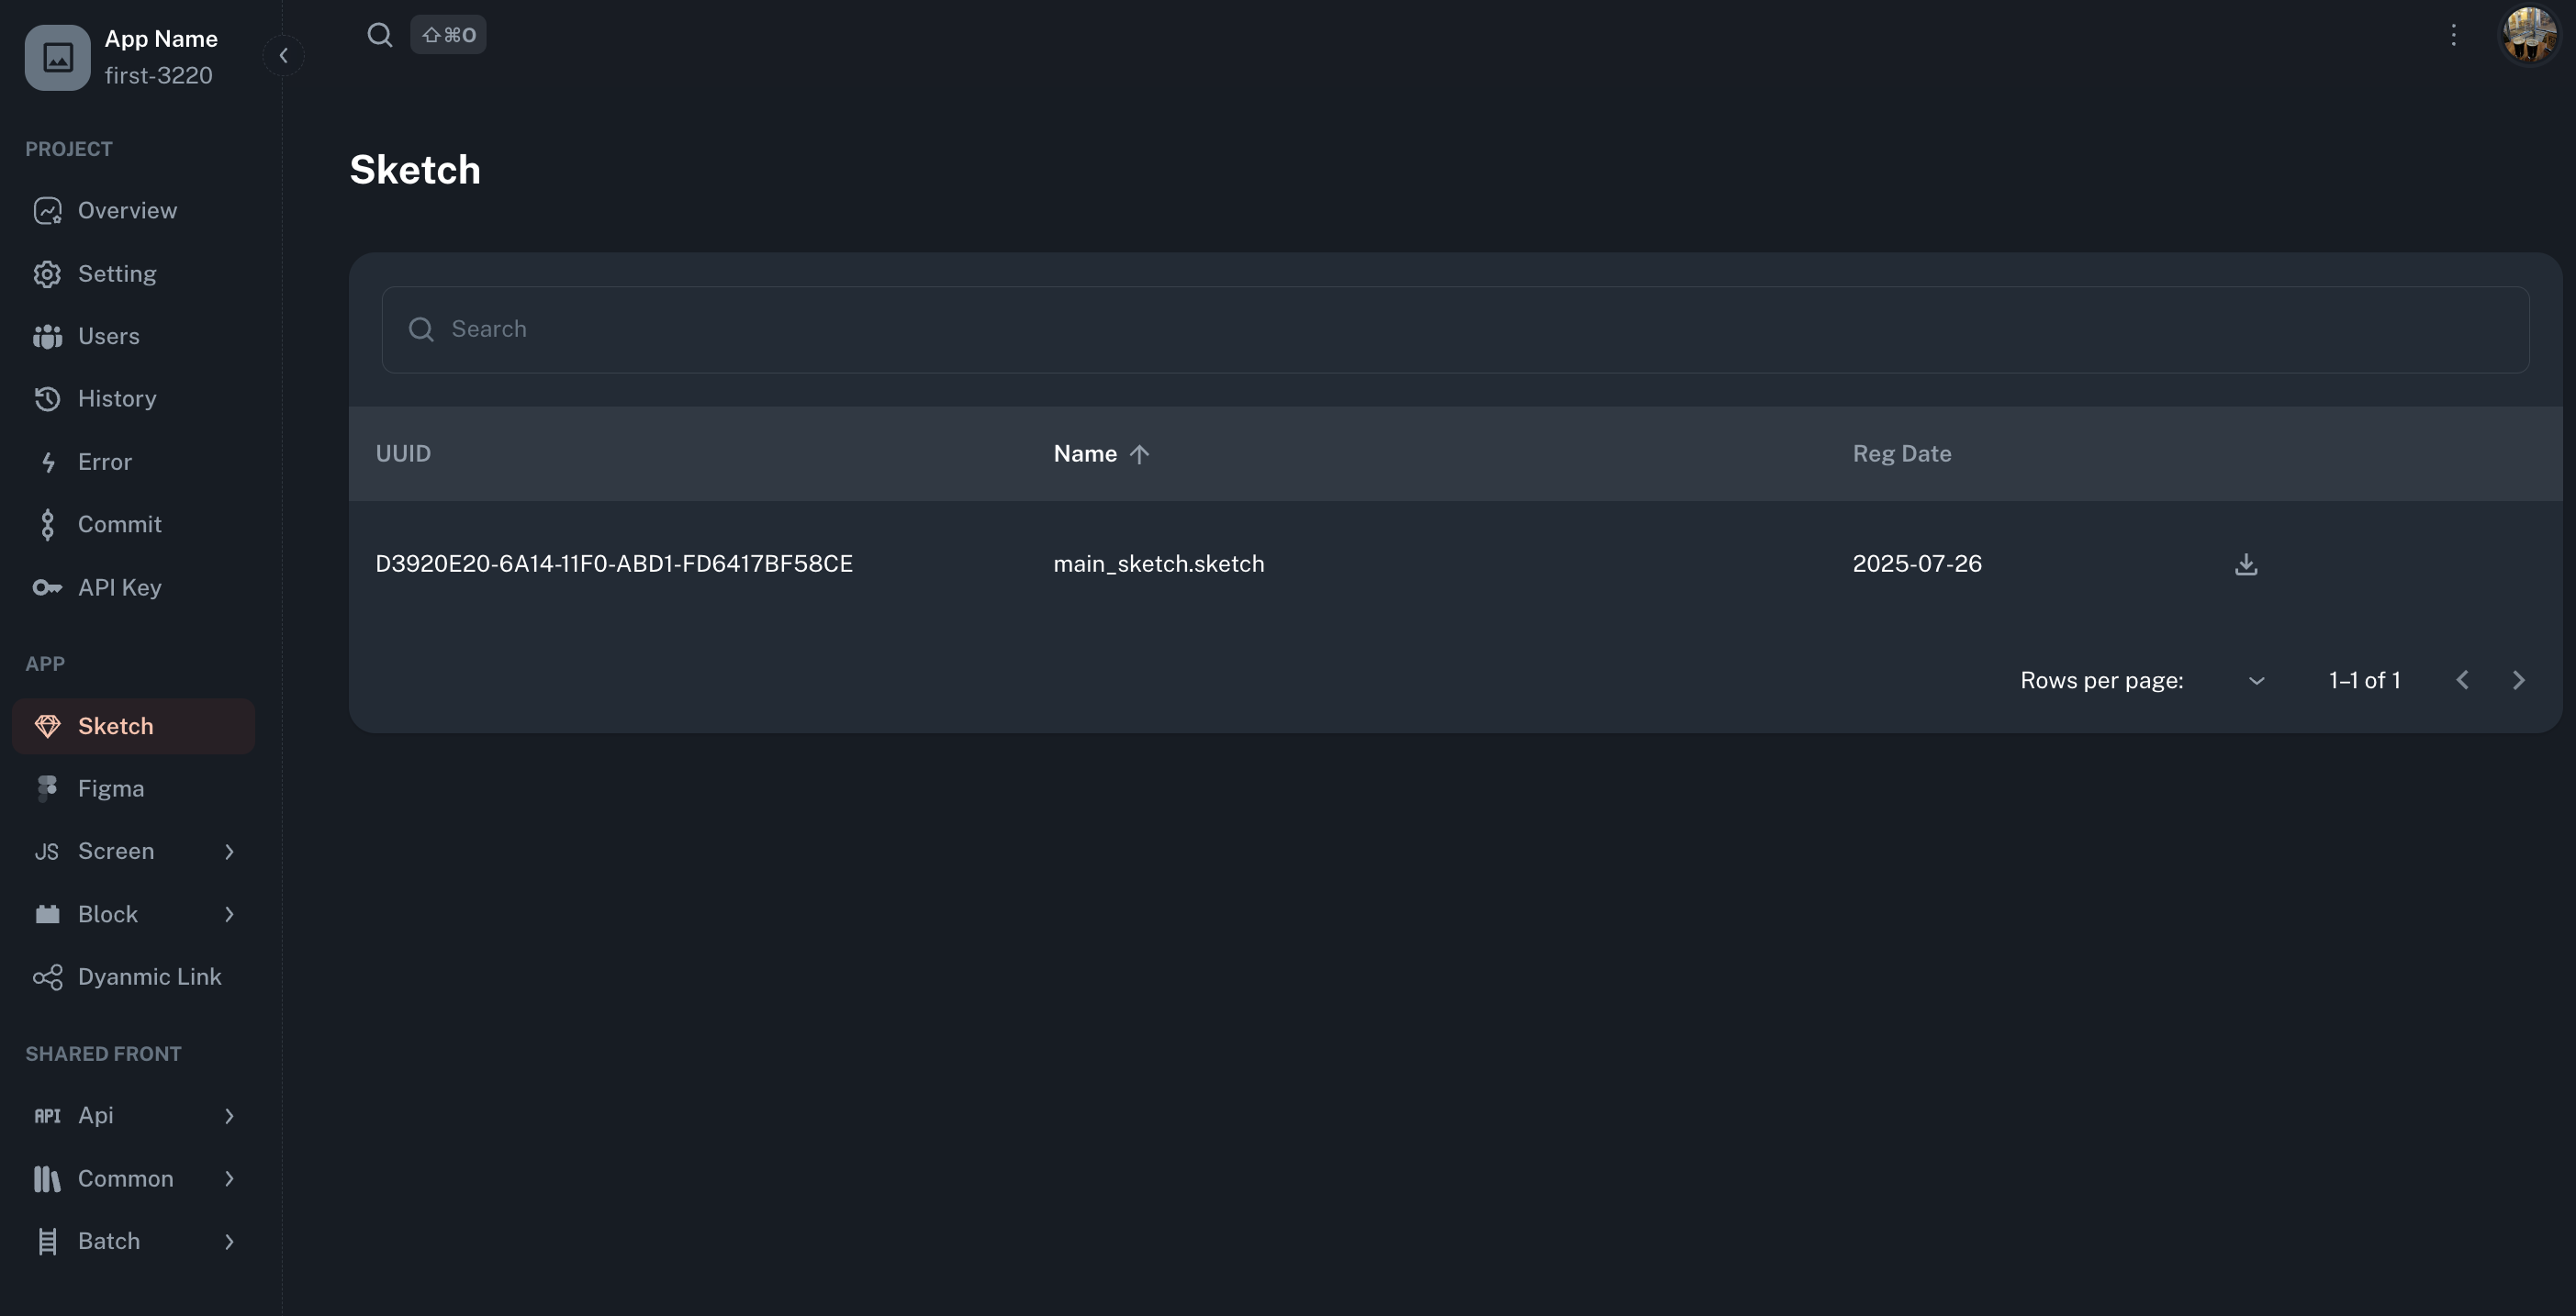 App Name
first-3220
⇧⌘O
PROJECT
Overview
Setting
Users
History
Error
Commit
API Key
APP
Sketch
Figma
JS Screen
Block
Dyanmic Link
SHARED FRONT
API Api
Common
Batch
Sketch
Search
UUID Name ↑ Reg Date
D3920E20-6A14-11F0-ABD1-FD6417BF58CE main_sketch.sketch 2025-07-26
Rows per page: 1–1 of 1